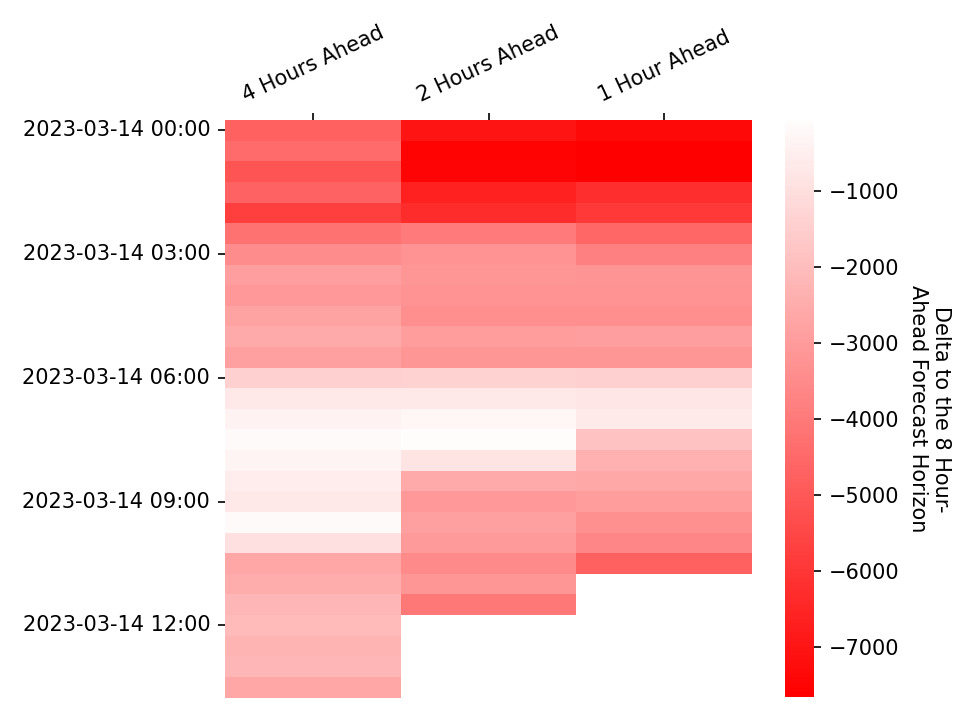 4 Hours Ahead
2 Hours Ahead
1 Hour Ahead
2023-03-14 00:00
2023-03-14 03:00
2023-03-14 06:00
2023-03-14 09:00
2023-03-14 12:00
−1000
−2000
−3000
−4000
−5000
−6000
−7000
Delta to the 8 Hour-
Ahead Forecast Horizon